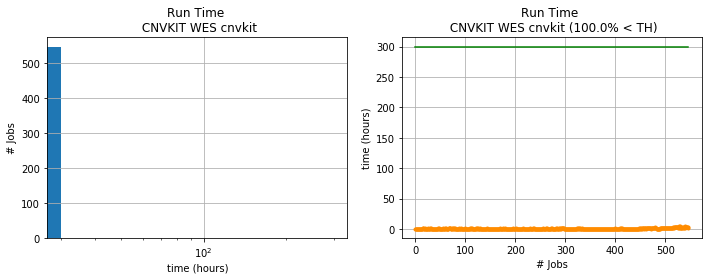 Run Time
CNVKIT WES cnvkit
# Jobs
500
400
300
200
100
0
10²
time (hours)
Run Time
CNVKIT WES cnvkit (100.0% < TH)
time (hours)
300
250
200
150
100
50
0
0 100 200 300 400 500
# Jobs